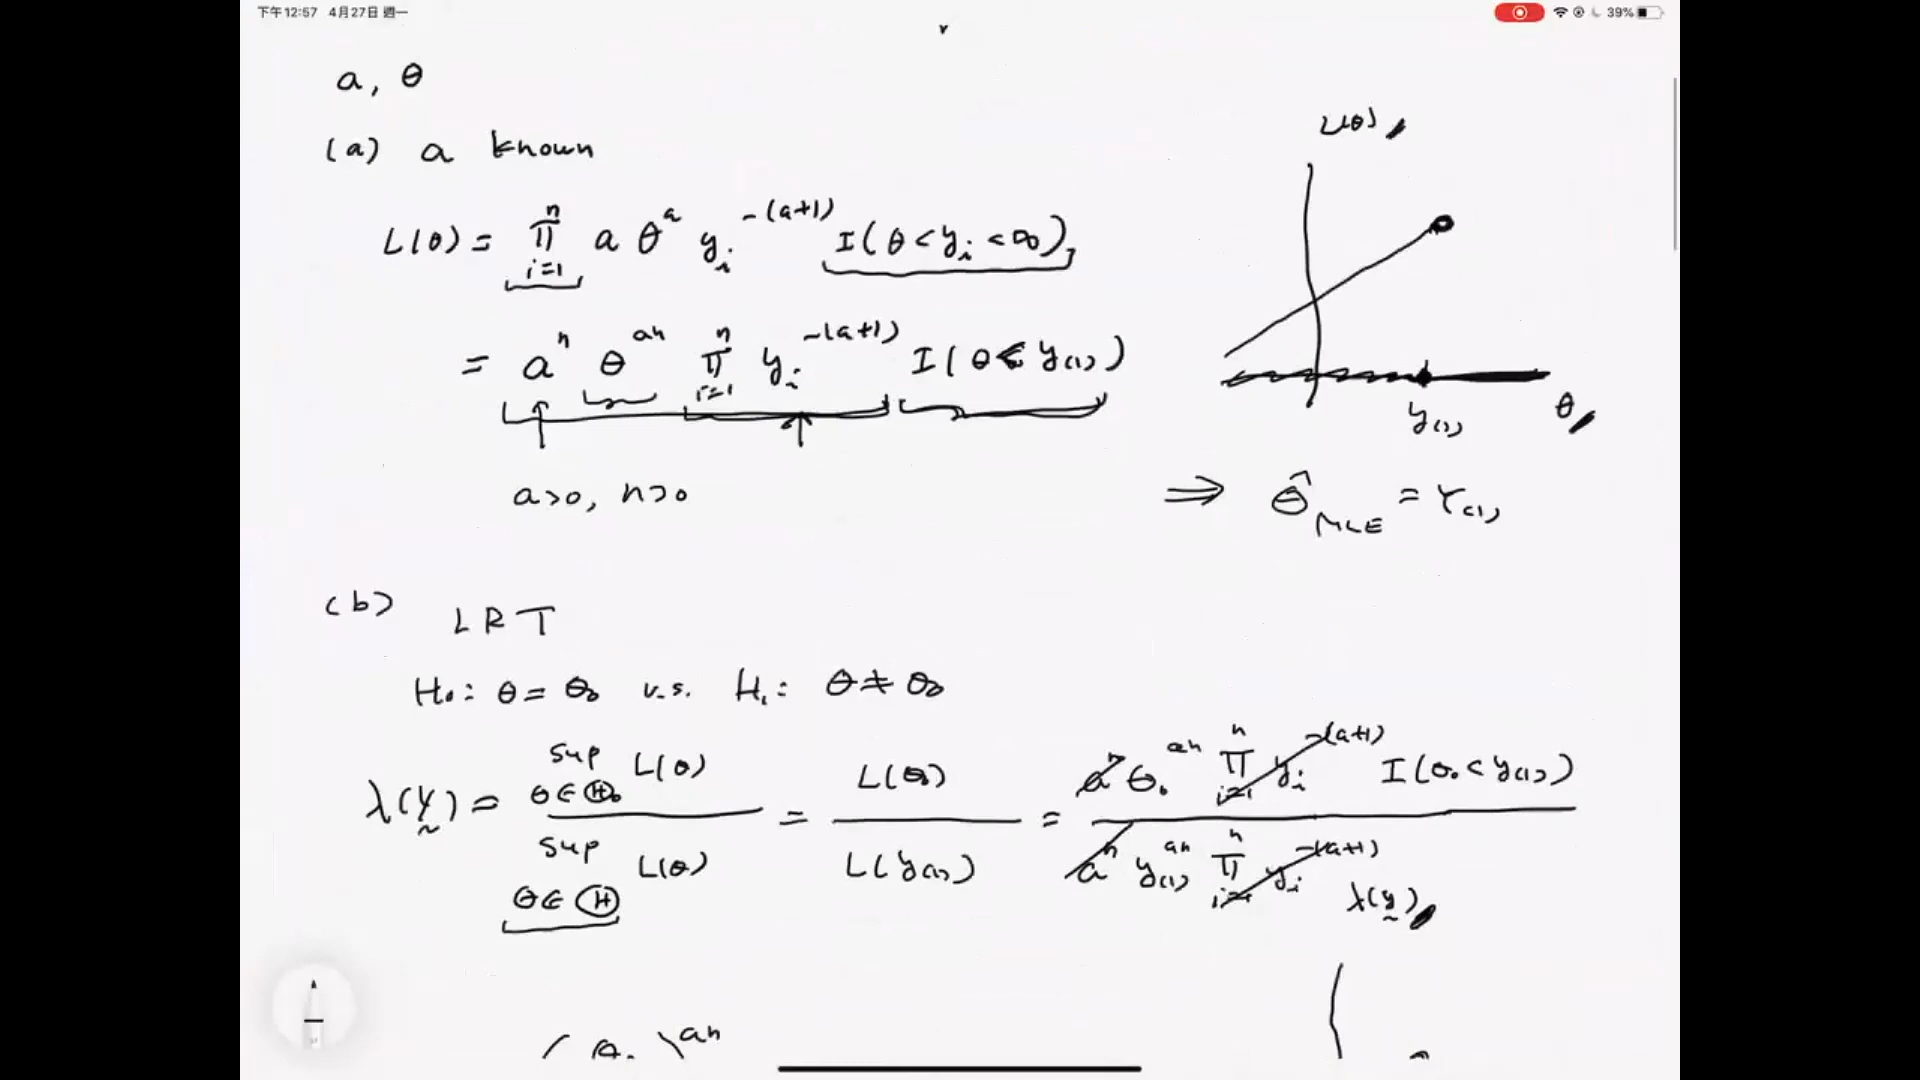 下午12:57 4月27日 週一
39%
a, θ
(a) a known
L(θ),
L(θ) = ∏_{i=1}^{n} a θ^a y_i^{-(a+1)} I(θ < y_i < ∞),
= a^n θ^{an} ∏_{i=1}^{n} y_i^{-(a+1)} I(θ < y_(1))
y_(1)
θ,
a>0, n>0
⇒ θ̂_MLE = Y_(1)
(b) LRT
H₀: θ = θ₀ v.s. H₁: θ ≠ θ₀
λ(y) = sup_{θ∈Θ₀} L(θ) / sup_{θ∈Θ} L(θ) = L(θ₀) / L(y_(1)) = a^n θ₀^{an} ∏_{i=1}^{n} y_i^{-(a+1)} I(θ₀ < y_(1)) / a^n y_(1)^{an} ∏_{i=1}^{n} y_i^{-(a+1)}
λ(y),
an